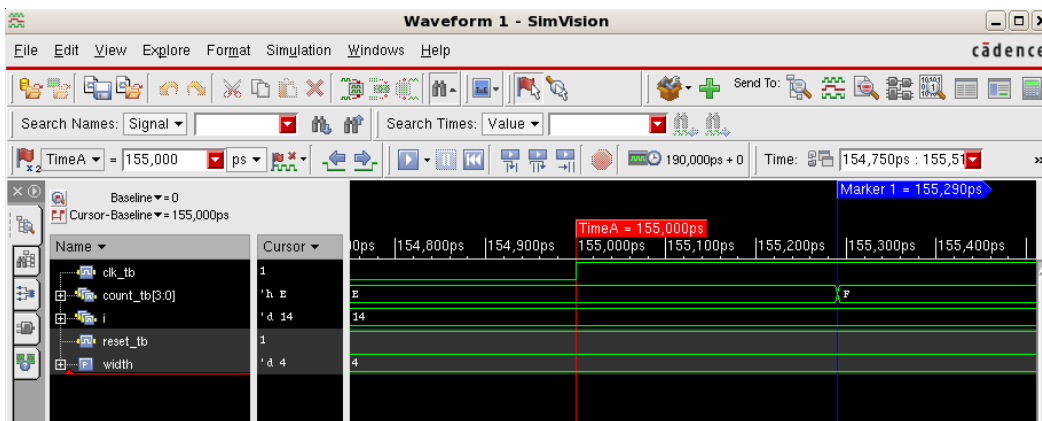 Waveform 1 - SimVision
File Edit View Explore Format Simulation Windows Help
cādence
Send To:
Search Names: Signal Search Times: Value
TimeA = 155,000 ps 190,000ps + 0 Time: 154,750ps : 155,51
Baseline = 0
Cursor-Baseline = 155,000ps
Marker 1 = 155,290ps
TimeA = 155,000ps
Name Cursor 0ps 154,800ps 154,900ps 155,000ps 155,100ps 155,200ps 155,300ps 155,400ps
clk_tb 1
count_tb[3:0] 'h E E F
i 'd 14 14
reset_tb 1
width 'd 4 4